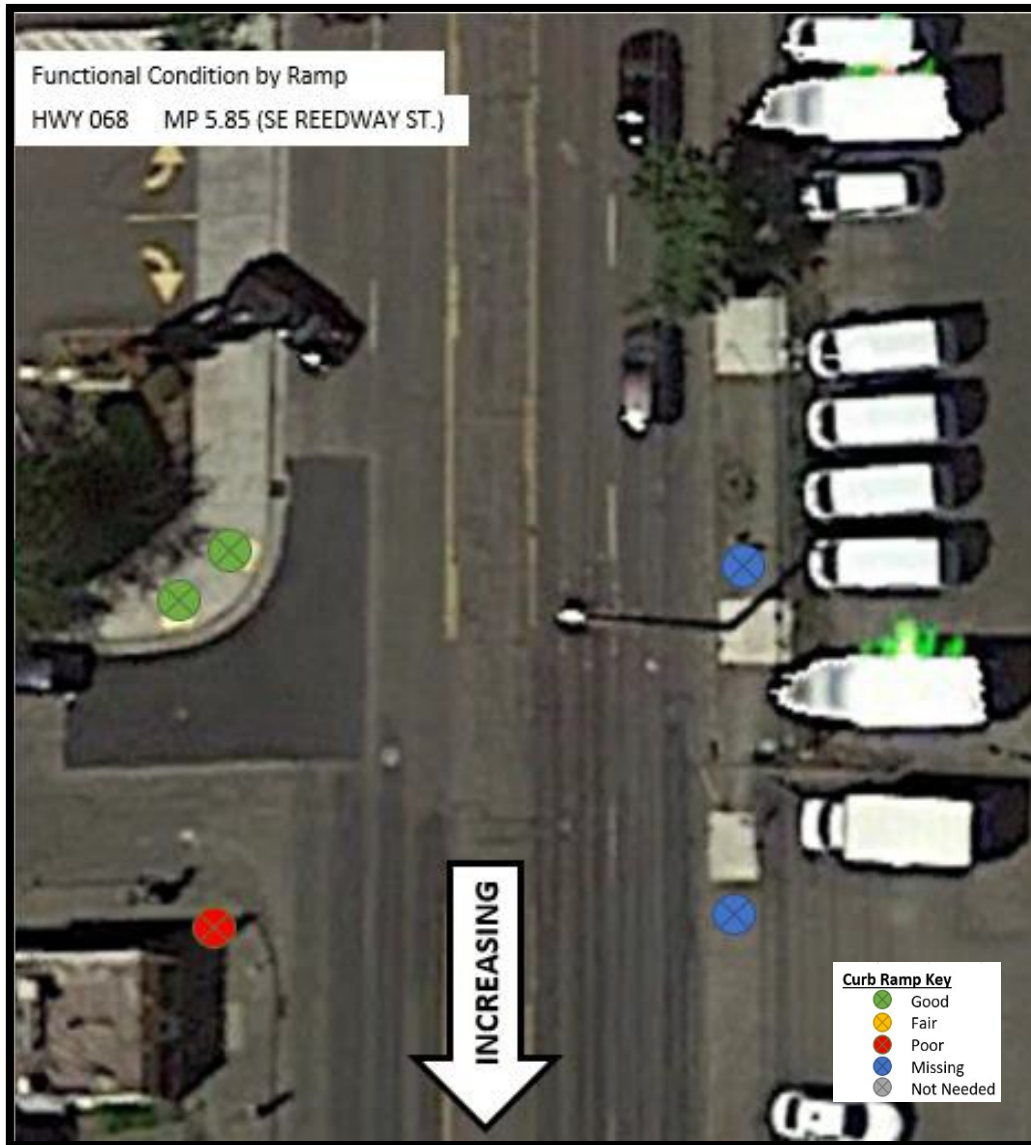 Functional Condition by Ramp
HWY 068 MP 5.85 (SE REEDWAY ST.)
INCREASING
Curb Ramp Key
Good
Fair
Poor
Missing
Not Needed